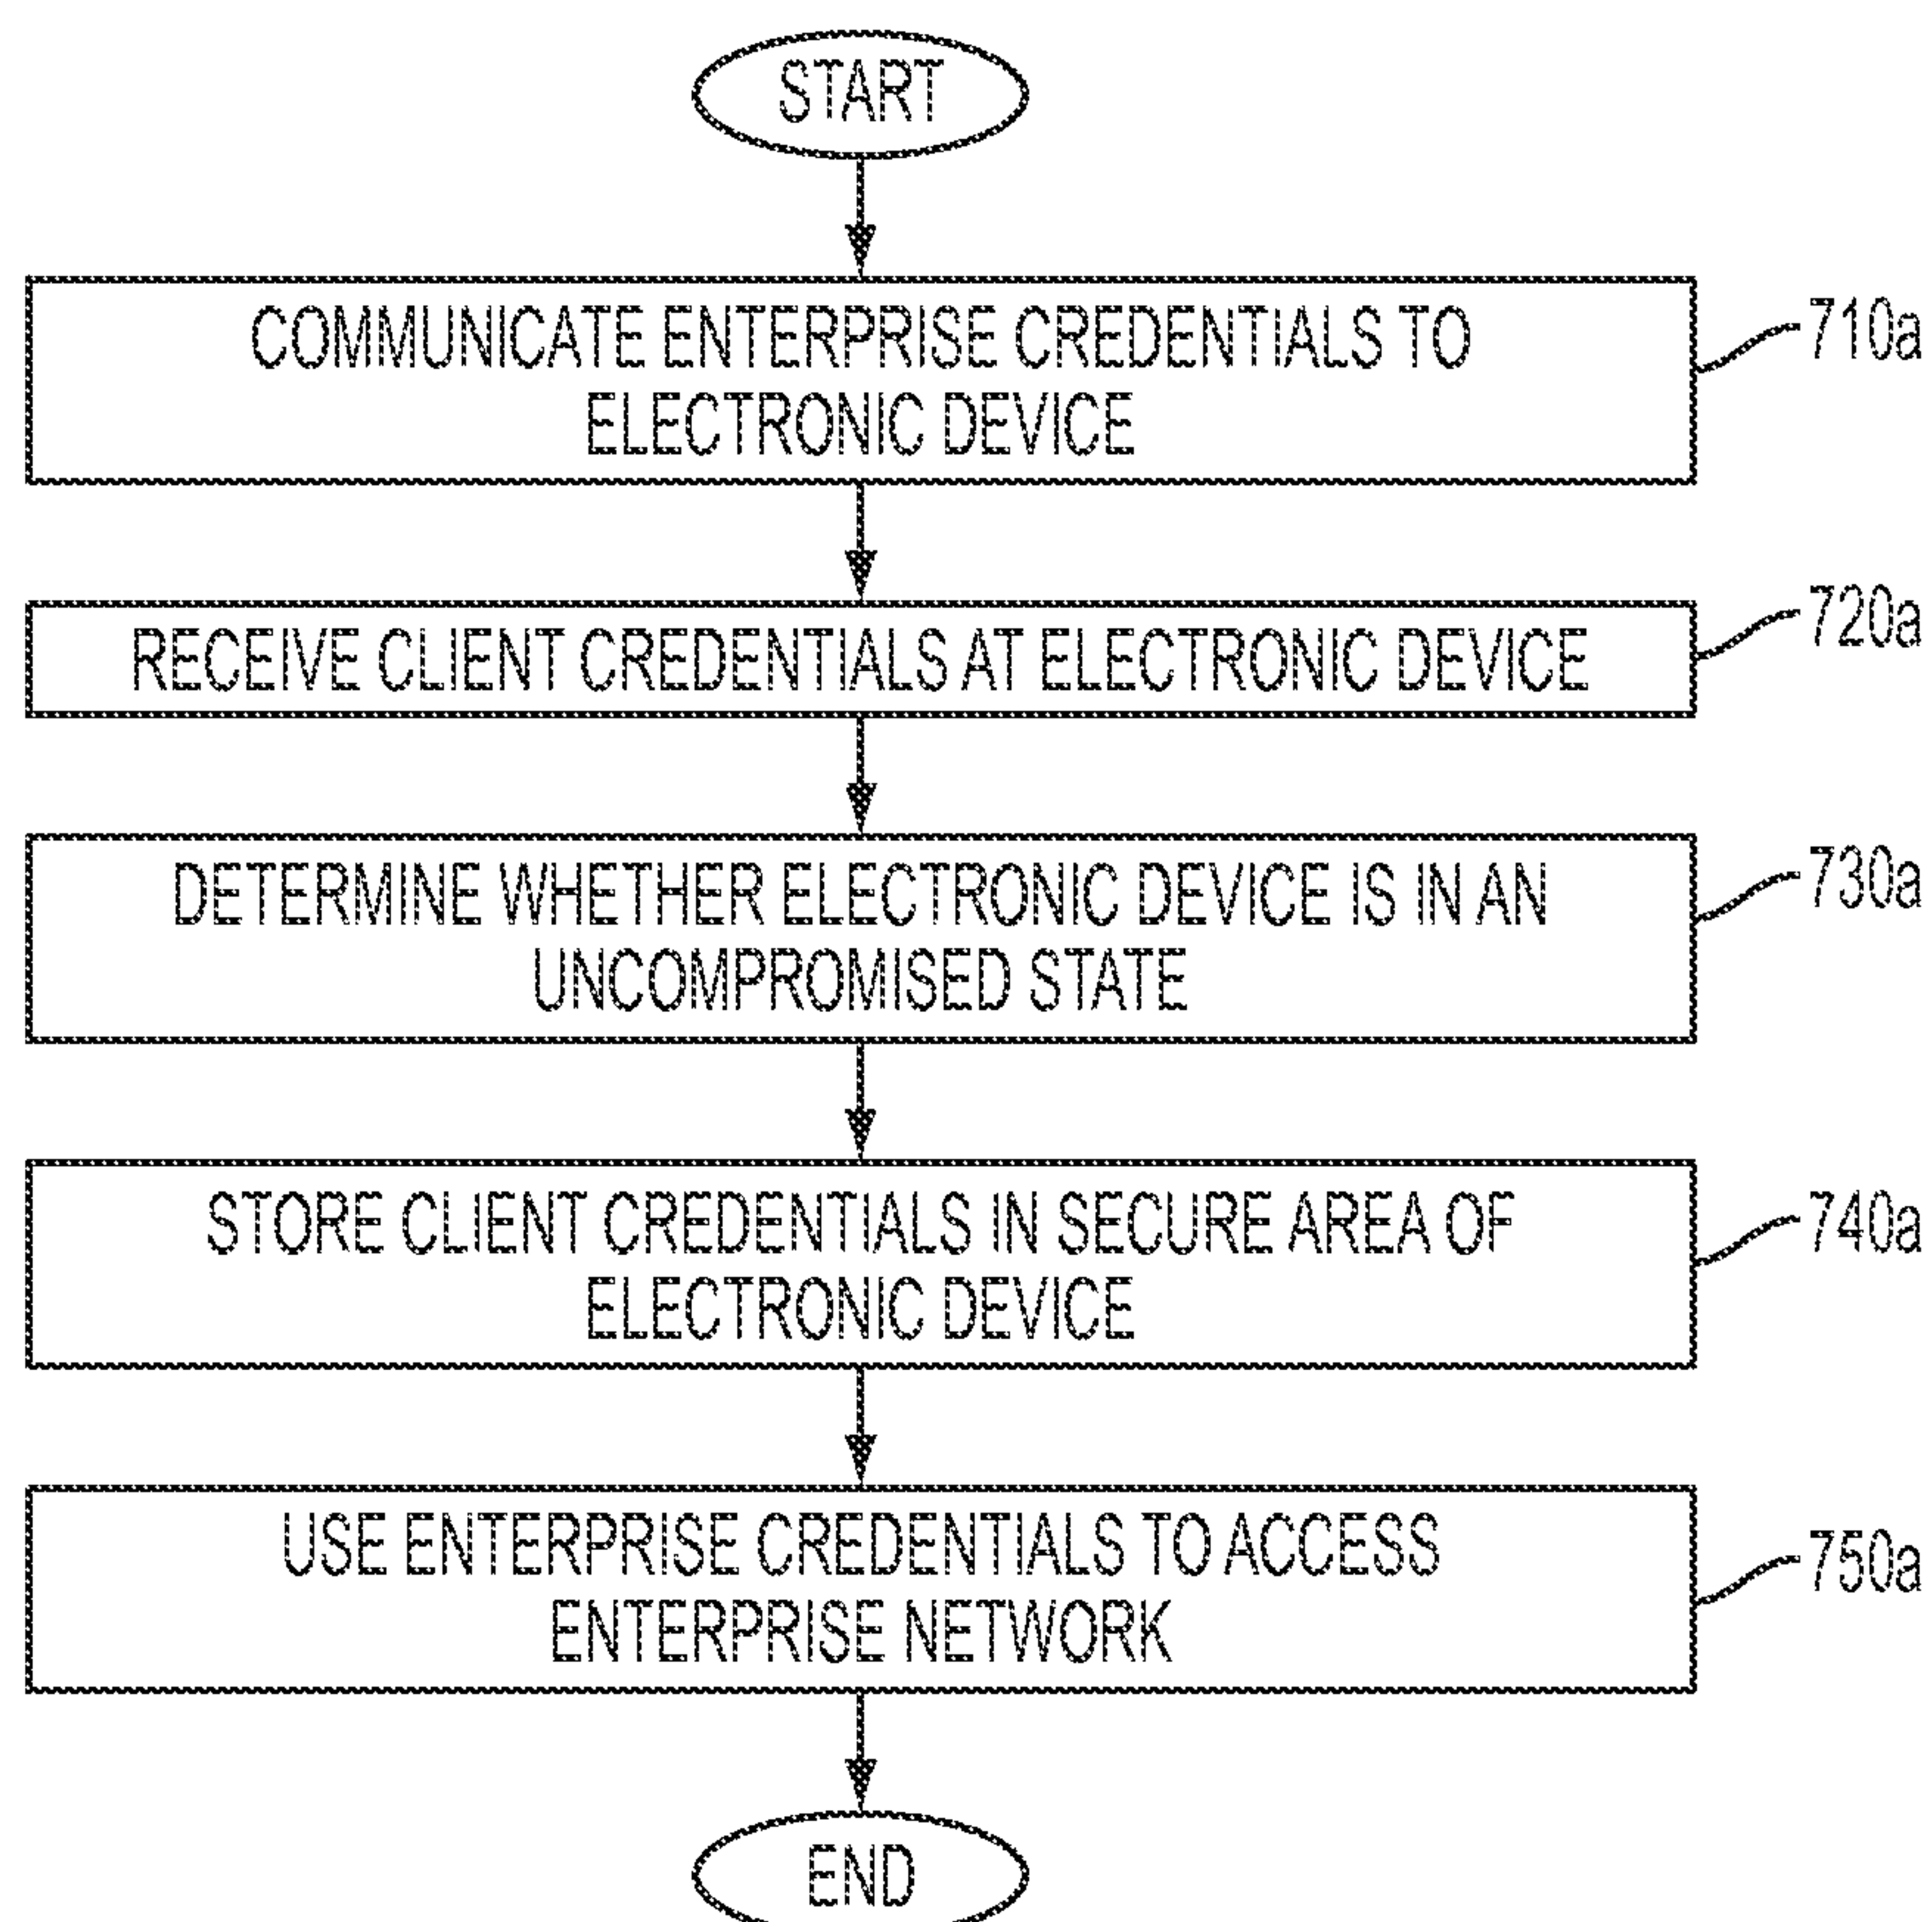 START
COMMUNICATE ENTERPRISE CREDENTIALS TO
ELECTRONIC DEVICE
710a
RECEIVE CLIENT CREDENTIALS AT ELECTRONIC DEVICE
720a
DETERMINE WHETHER ELECTRONIC DEVICE IS IN AN
UNCOMPROMISED STATE
730a
STORE CLIENT CREDENTIALS IN SECURE AREA OF
ELECTRONIC DEVICE
740a
USE ENTERPRISE CREDENTIALS TO ACCESS
ENTERPRISE NETWORK
750a
END